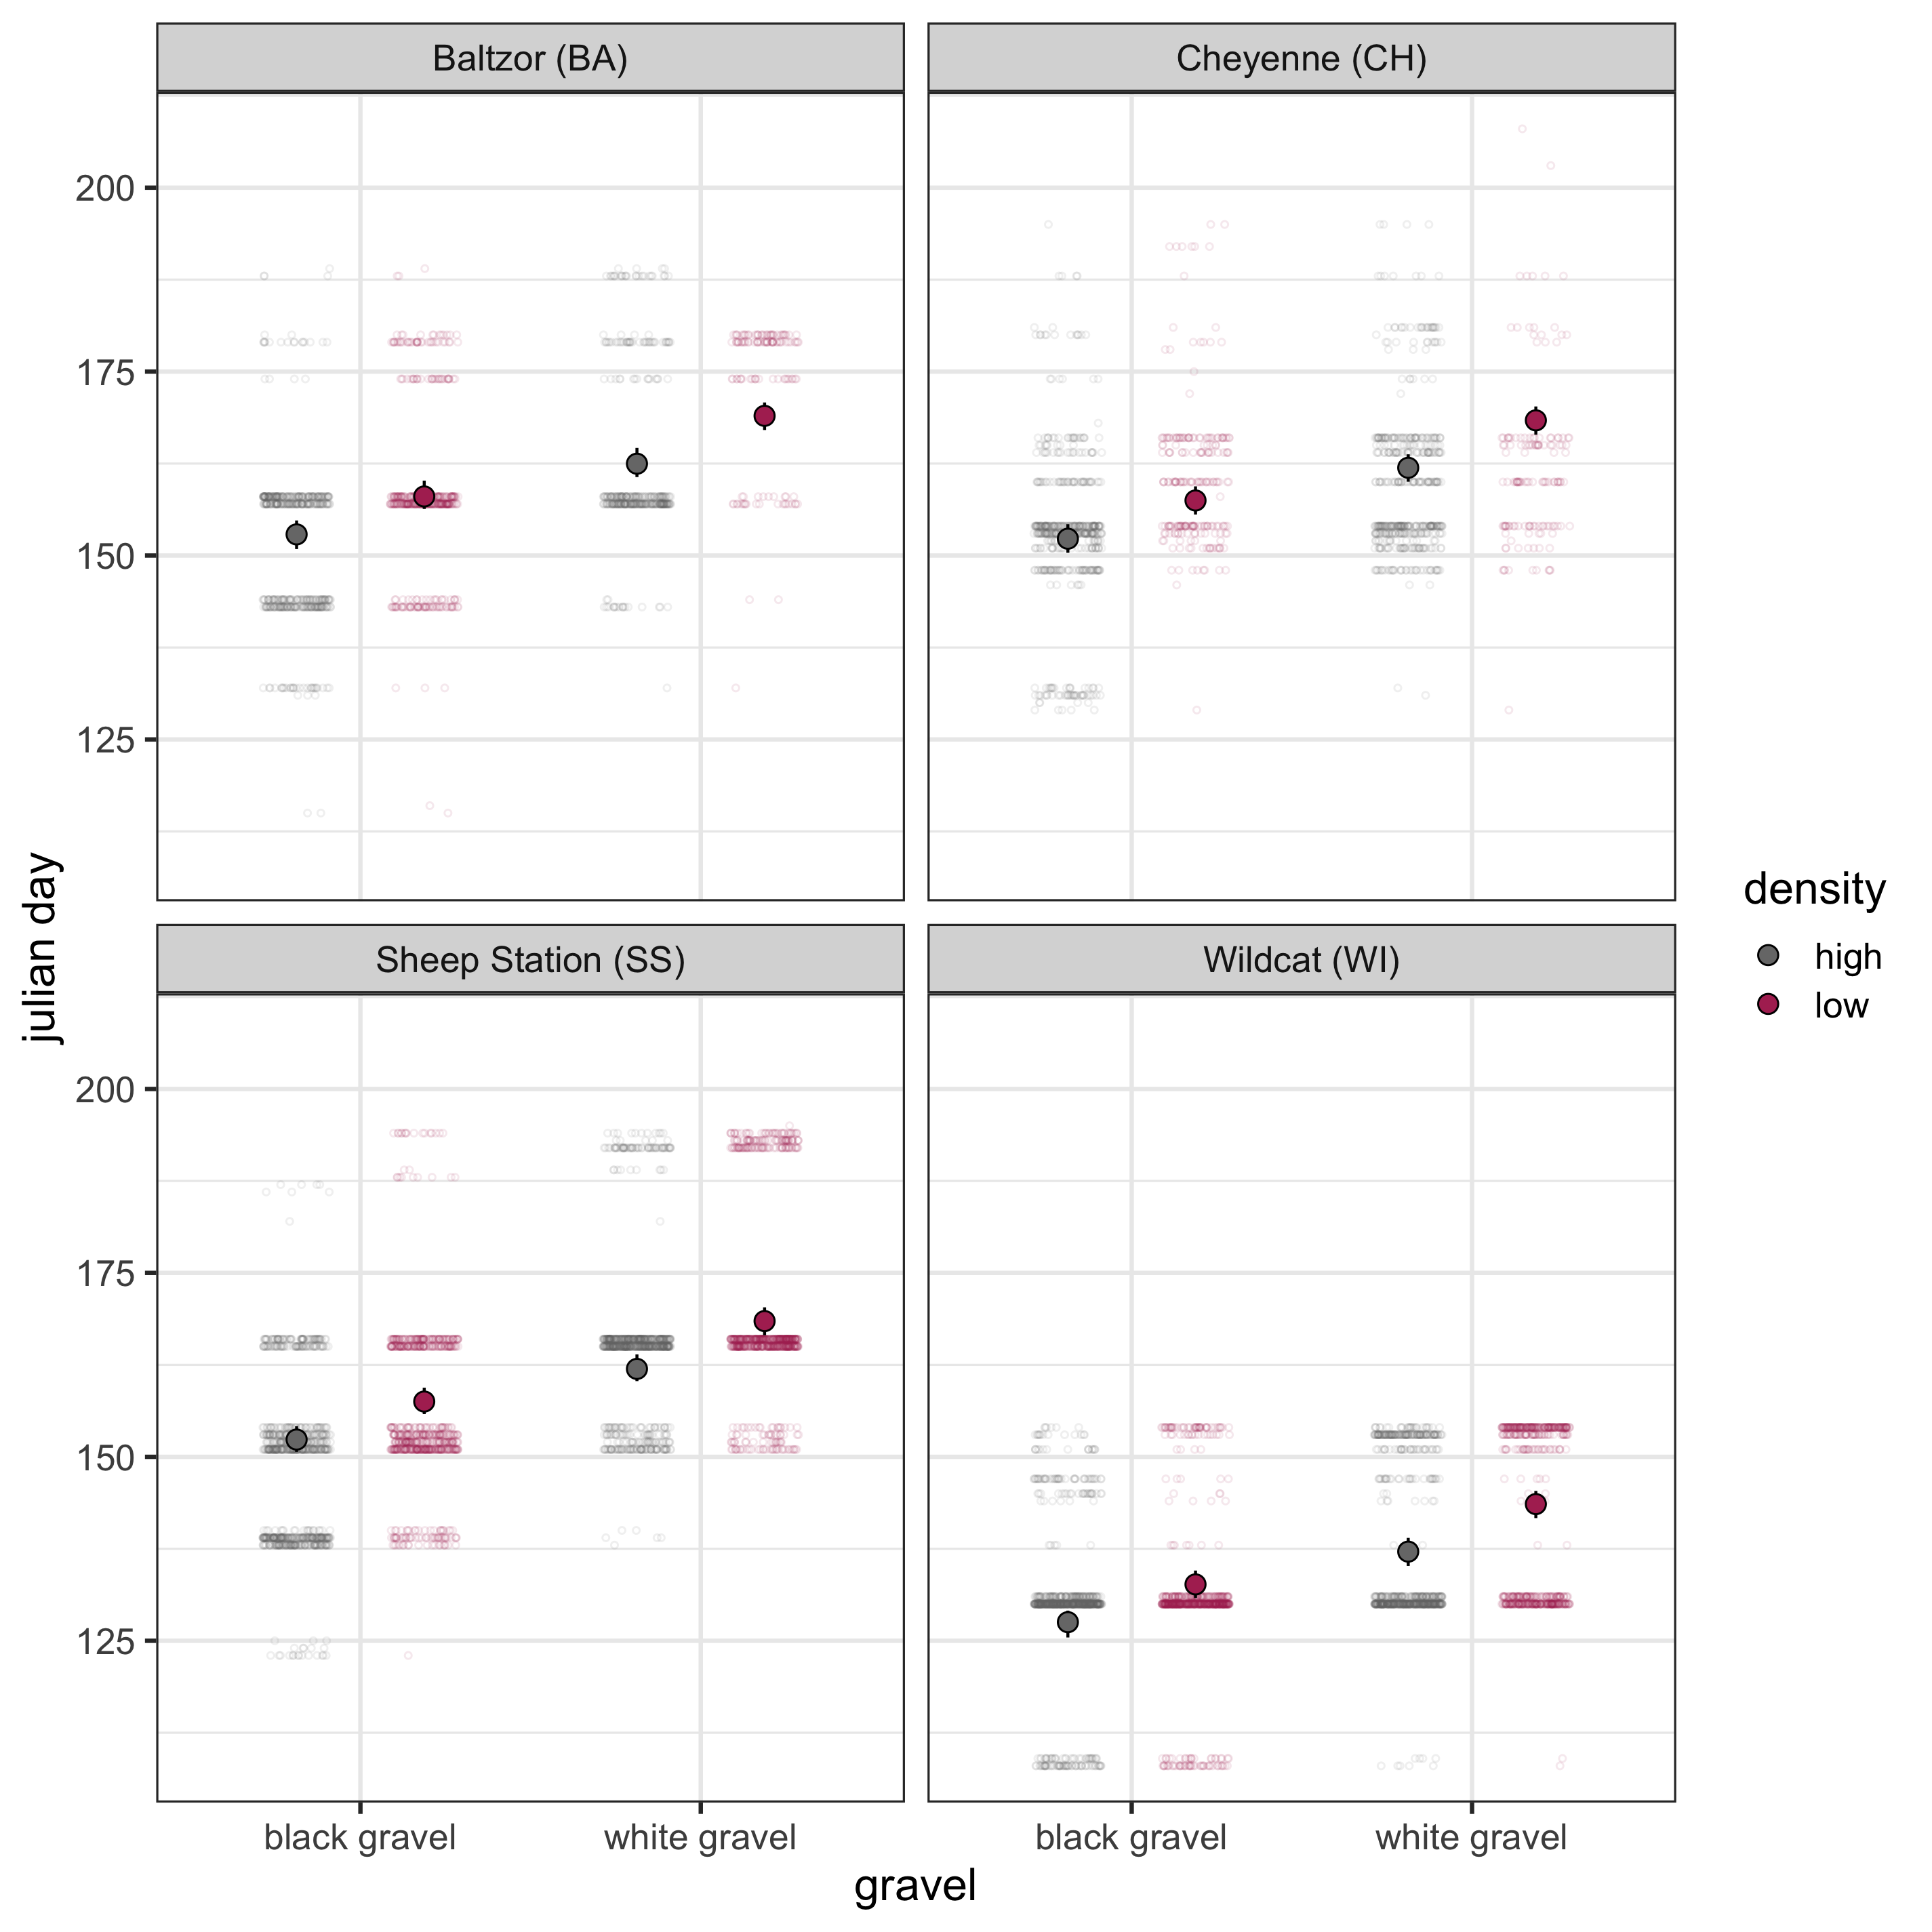 Baltzor (BA)
Cheyenne (CH)
200
175
150
125
Sheep Station (SS)
Wildcat (WI)
200
175
150
125
black gravel
white gravel
black gravel
white gravel
gravel
julian day
density
high
low